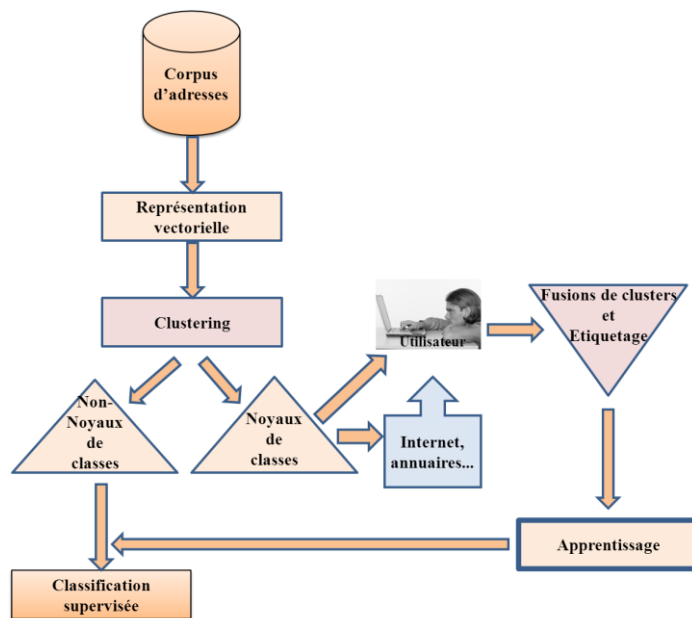 Corpus
d'adresses
Représentation
vectorielle
Clustering
Utilisateur
Fusions de clusters
et
Etiquetage
Non-
Noyaux
de
classes
Noyaux
de
classes
Internet,
annuaires...
Apprentissage
Classification
supervisée